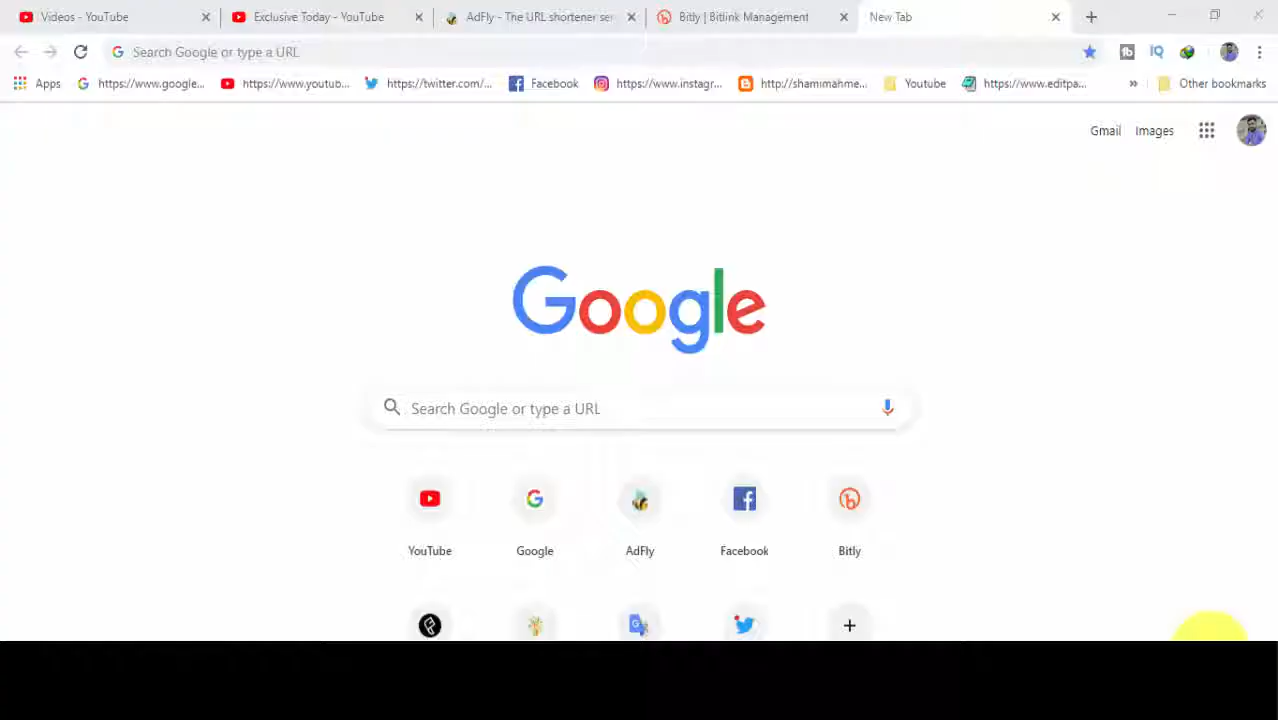 Videos - YouTube
Exclusive Today - YouTube
AdFly - The URL shortener ser
Bitly | Bitlink Management
New Tab
Search Google or type a URL
Apps
https://www.google...
https://www.youtub...
https://twitter.com/...
Facebook
https://www.instagr...
http://shamimahme...
Youtube
https://www.editpa...
Other bookmarks
Gmail
Images
Google
Search Google or type a URL
YouTube
Google
AdFly
Facebook
Bitly